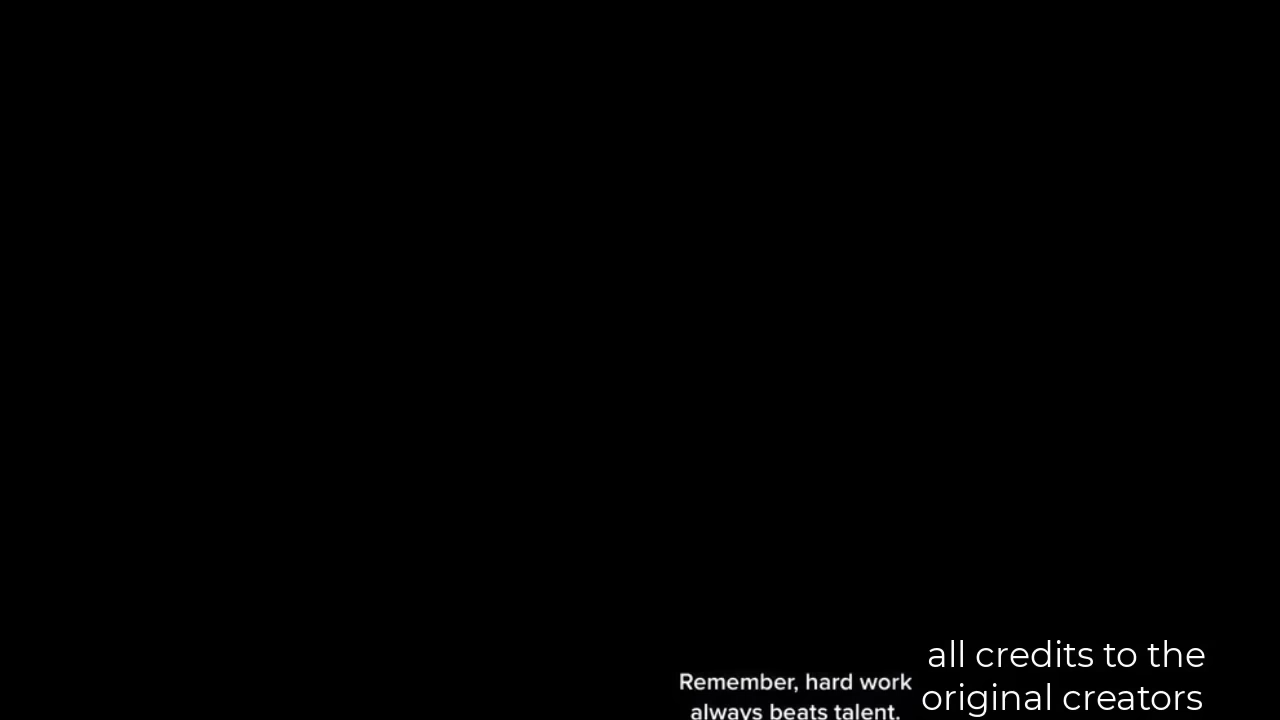 Remember, hard work
always beats talent.
all credits to the
original creators